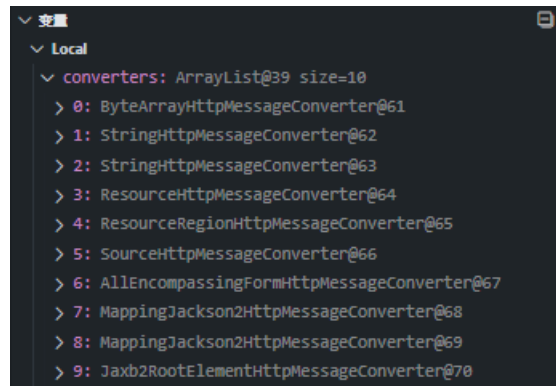 变量
Local
converters: ArrayList@39 size=10
0: ByteArrayHttpMessageConverter@61
1: StringHttpMessageConverter@62
2: StringHttpMessageConverter@63
3: ResourceHttpMessageConverter@64
4: ResourceRegionHttpMessageConverter@65
5: SourceHttpMessageConverter@66
6: AllEncompassingFormHttpMessageConverter@67
7: MappingJackson2HttpMessageConverter@68
8: MappingJackson2HttpMessageConverter@69
9: Jaxb2RootElementHttpMessageConverter@70